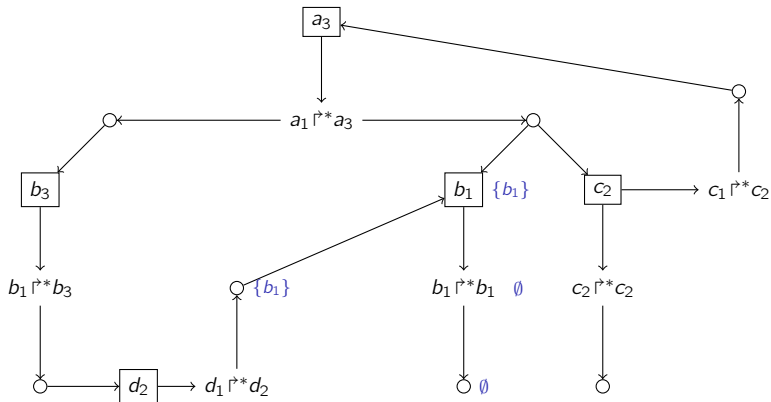 a₃
a₁ ↱* a₃
b₃ b₁ {b₁} c₂ c₁ ↱* c₂
b₁ ↱* b₃ {b₁} b₁ ↱* b₁ ∅ c₂ ↱* c₂
d₂ d₁ ↱* d₂ ∅